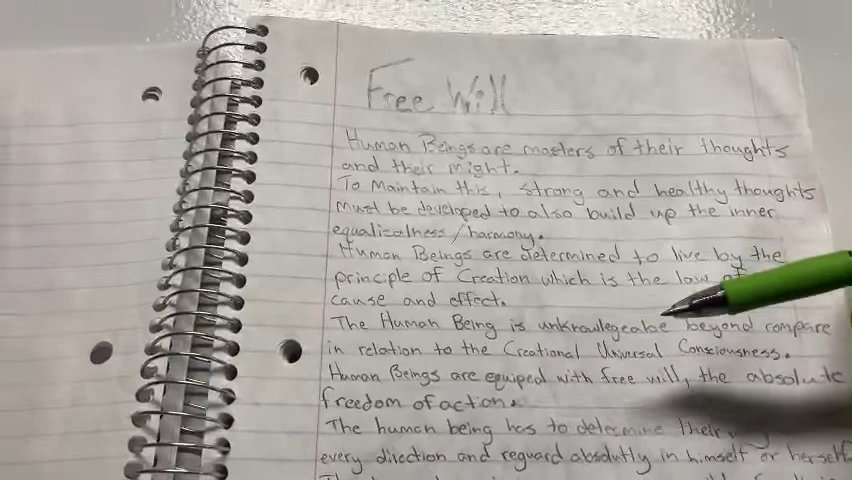 Free Will
Human Beings are masters of their thoughts
and their might.
To Maintain this, strong and healthy thoughts
Must be developed to also build up the inner
equalicalness/harmony.
Human Beings are determined to live by the
principle of Creation which is the law of
cause and effect.
The Human Being is unknowlegeable beyond compare
in relation to the Creational Universal Consciousness.
Human Beings are equiped with free will, the absolute
freedom of action.
The human being has to determine their
every diiction and reguard absolutly in himself or herself.